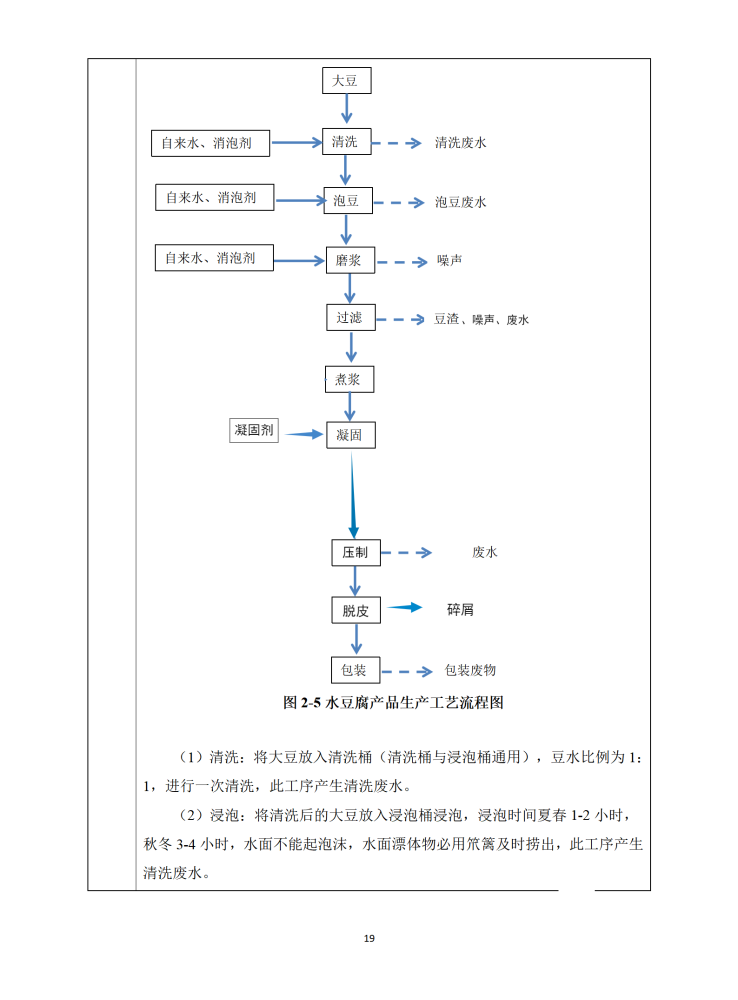 大豆
自来水、消泡剂
清洗
清洗废水
自来水、消泡剂
泡豆
泡豆废水
自来水、消泡剂
磨浆
噪声
过滤
豆渣、噪声、废水
煮浆
凝固剂
凝固
压制
废水
脱皮
碎屑
包装
包装废物
图 2-5 水豆腐产品生产工艺流程图
（1）清洗：将大豆放入清洗桶（清洗桶与浸泡桶通用），豆水比例为 1：
1，进行一次清洗，此工序产生清洗废水。
（2）浸泡：将清洗后的大豆放入浸泡桶浸泡，浸泡时间夏春 1-2 小时，
秋冬 3-4 小时，水面不能起泡沫，水面漂体物必用笊篱及时捞出，此工序产生
清洗废水。
19